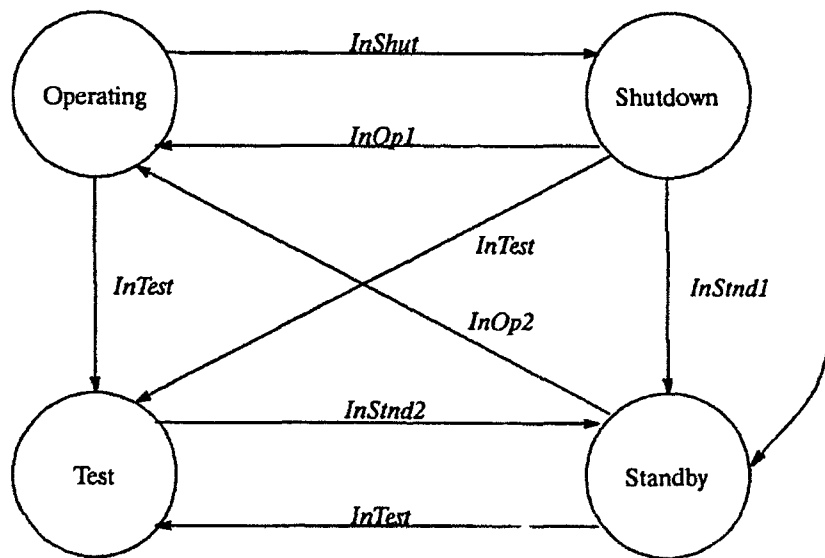 InShut
Operating
Shutdown
InOp1
InTest
InTest
InStnd1
InOp2
InStnd2
Test
Standby
InTest